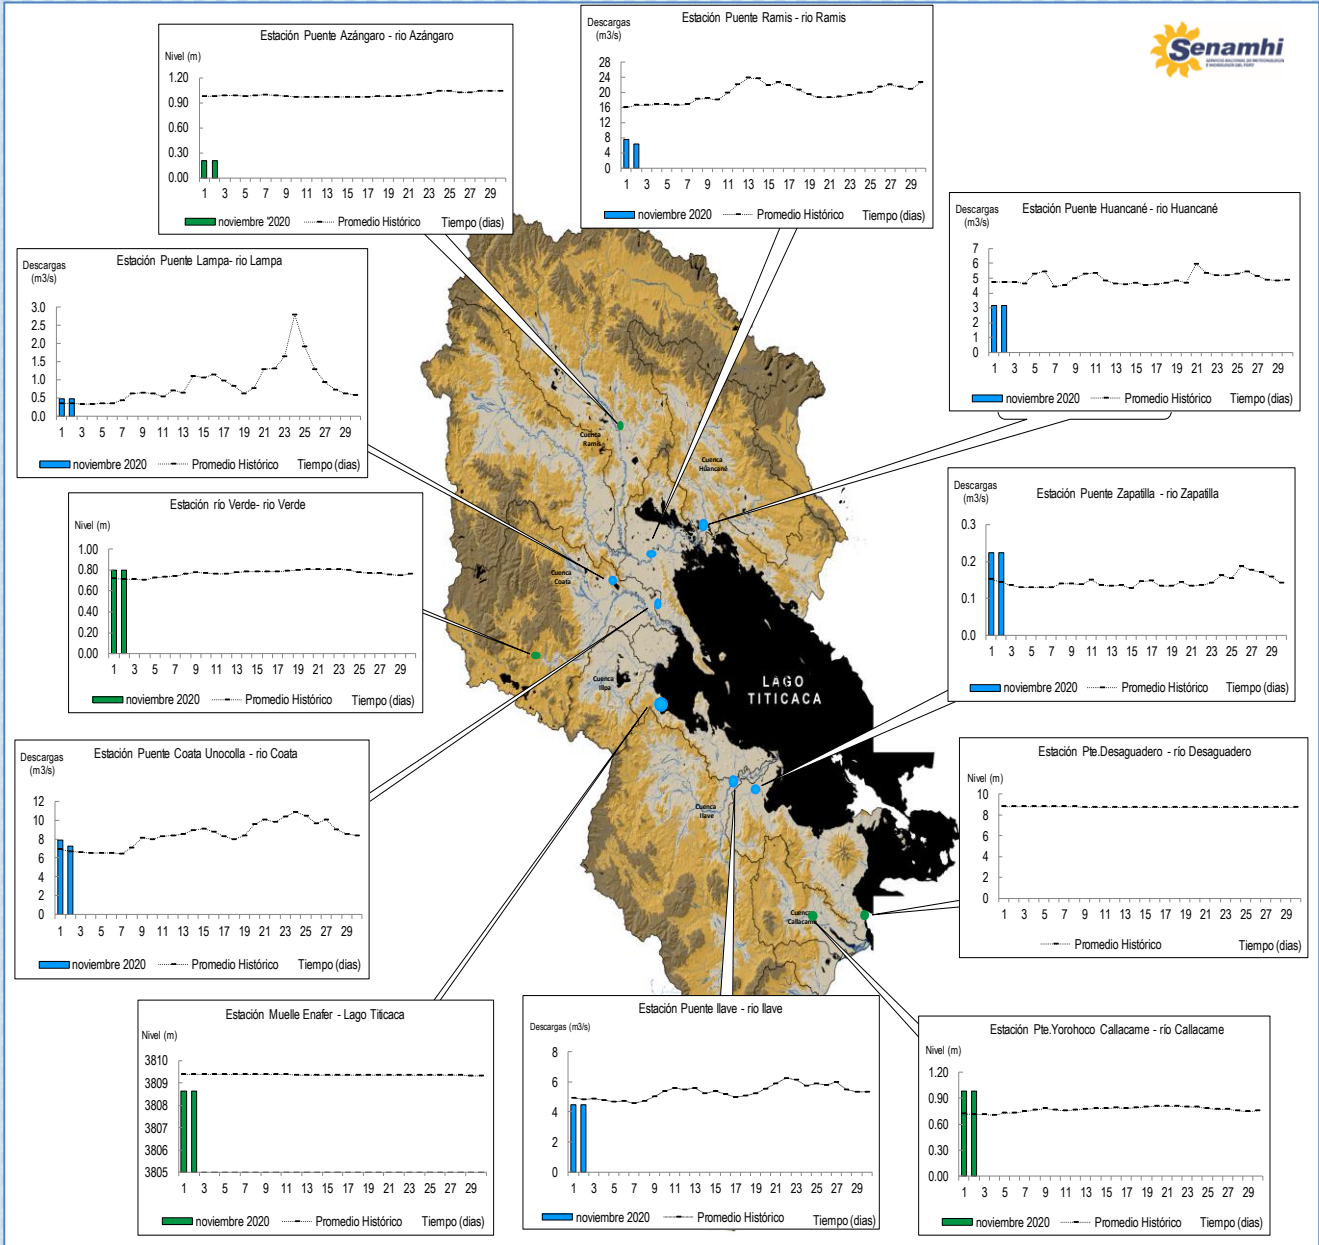 Estación Puente Azángaro - rio Azángaro
Nivel (m)
1.20
0.90
0.60
0.30
0.00
1 3 5 7 9 11 13 15 17 19 21 23 25 27 29
noviembre '2020 Promedio Histórico Tiempo (dias)
Estación Puente Ramis - rio Ramis
Descargas
(m3/s)
28
24
20
16
12
8
4
0
1 3 5 7 9 11 13 15 17 19 21 23 25 27 29
noviembre 2020 Promedio Histórico Tiempo (dias)
Senamhi
SERVICIO NACIONAL DE METEOROLOGÍA
E HIDROLOGÍA DEL PERÚ
Estación Puente Huancané - rio Huancané
Descargas
(m3/s)
7
6
5
4
3
2
1
0
1 3 5 7 9 11 13 15 17 19 21 23 25 27 29
noviembre 2020 Promedio Histórico Tiempo (dias)
Estación Puente Lampa- rio Lampa
Descargas
(m3/s)
3.0
2.5
2.0
1.5
1.0
0.5
0.0
1 3 5 7 9 11 13 15 17 19 21 23 25 27 29
noviembre 2020 Promedio Histórico Tiempo (dias)
Estación río Verde- rio Verde
Nivel (m)
1.00
0.80
0.60
0.40
0.20
0.00
1 3 5 7 9 11 13 15 17 19 21 23 25 27 29
noviembre 2020 Promedio Histórico Tiempo (dias)
Estación Puente Zapatilla - rio Zapatilla
Descargas
(m3/s)
0.3
0.2
0.1
0.0
1 3 5 7 9 11 13 15 17 19 21 23 25 27 29
noviembre 2020 Promedio Histórico Tiempo (dias)
Cuenca
Ramis
Cuenca
Huancané
Cuenca
Coata
Cuenca
Illpa
LAGO
TITICACA
Cuenca
Ilave
Cuenca
Callacame
Estación Puente Coata Unocolla - rio Coata
Descargas
(m3/s)
12
10
8
6
4
2
0
1 3 5 7 9 11 13 15 17 19 21 23 25 27 29
noviembre 2020 Promedio Histórico Tiempo (dias)
Estación Pte.Desaguadero - río Desaguadero
Nivel (m)
10
8
6
4
2
0
1 3 5 7 9 11 13 15 17 19 21 23 25 27 29
Promedio Histórico Tiempo (dias)
Estación Muelle Enafer - Lago Titicaca
Nivel (m)
3810
3809
3808
3807
3806
3805
1 3 5 7 9 11 13 15 17 19 21 23 25 27 29
noviembre 2020 Promedio Histórico Tiempo (dias)
Estación Puente Ilave - rio Ilave
Descargas (m3/s)
8
6
4
2
0
1 3 5 7 9 11 13 15 17 19 21 23 25 27 29
noviembre 2020 Promedio Histórico Tiempo (dias)
Estación Pte.Yorohoco Callacame - río Callacame
Nivel (m)
1.20
0.90
0.60
0.30
0.00
1 3 5 7 9 11 13 15 17 19 21 23 25 27 29
noviembre 2020 Promedio Histórico Tiempo (dias)